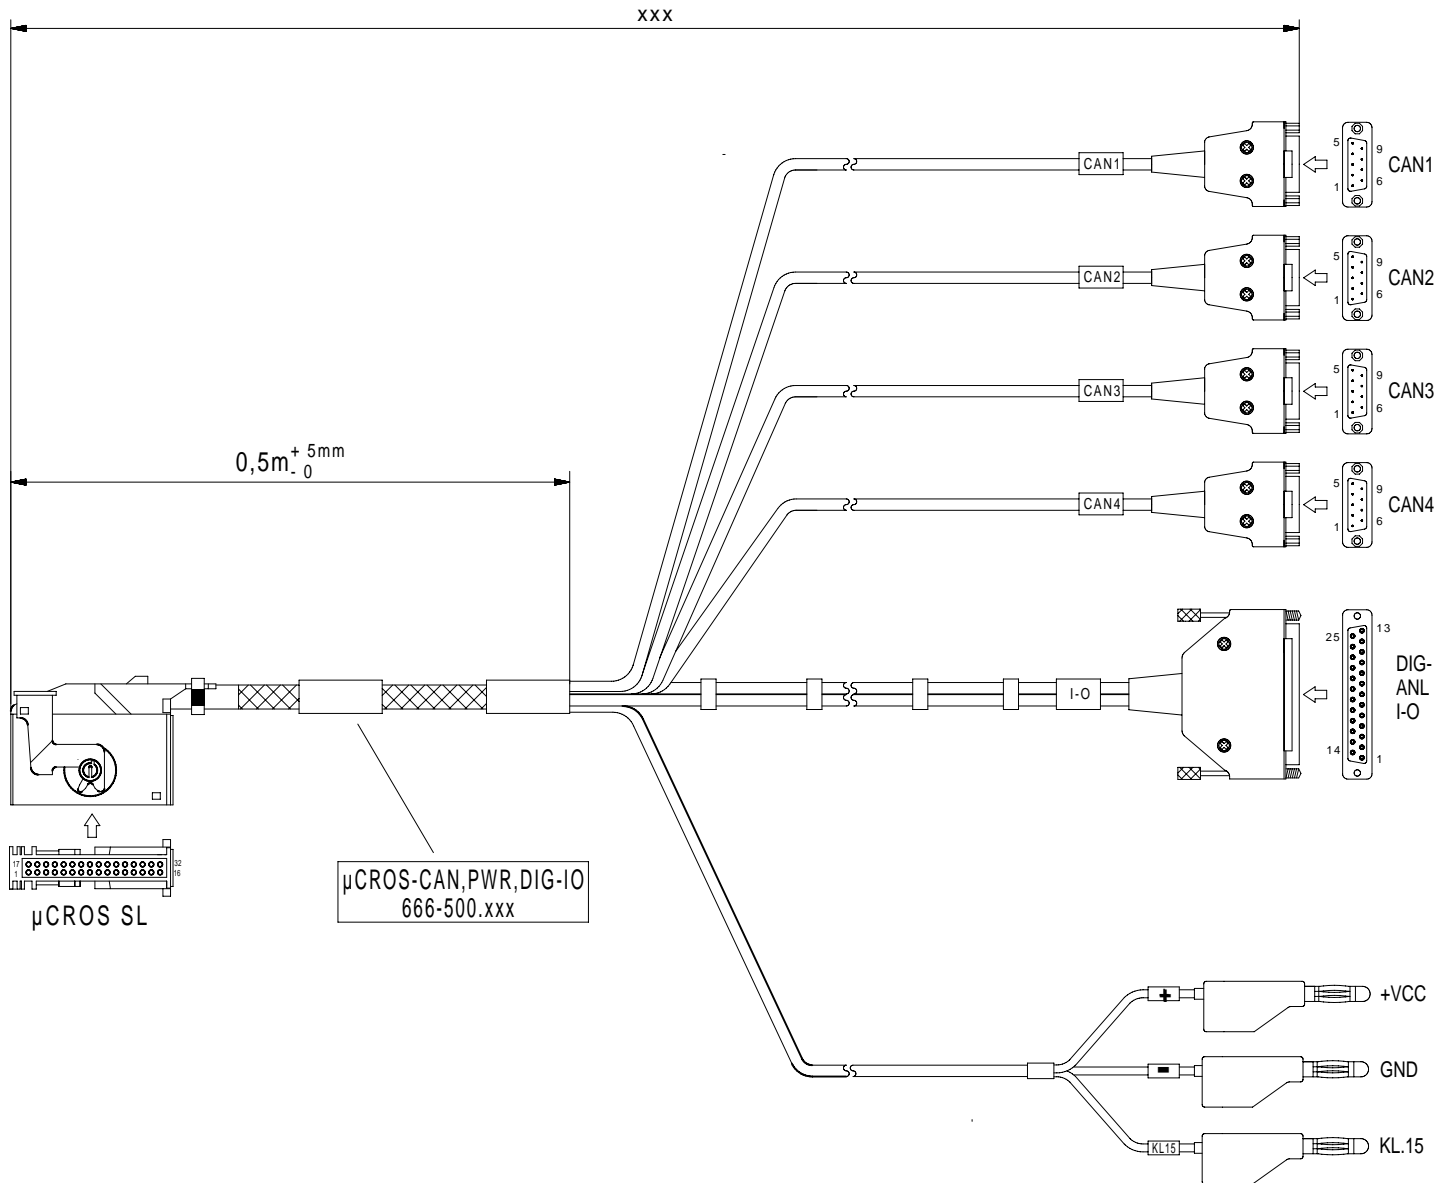 xxx
CAN1
5
9
1
6
CAN1
CAN2
5
9
1
6
CAN2
CAN3
5
9
1
6
CAN3
0,5m + 5mm - 0
CAN4
5
9
1
6
CAN4
25
13
DIG-
ANL
I-O
I-O
14
1
17
32
1
16
µCROS SL
µCROS-CAN,PWR,DIG-IO
666-500.xxx
+
+VCC
-
GND
KL15
KL.15